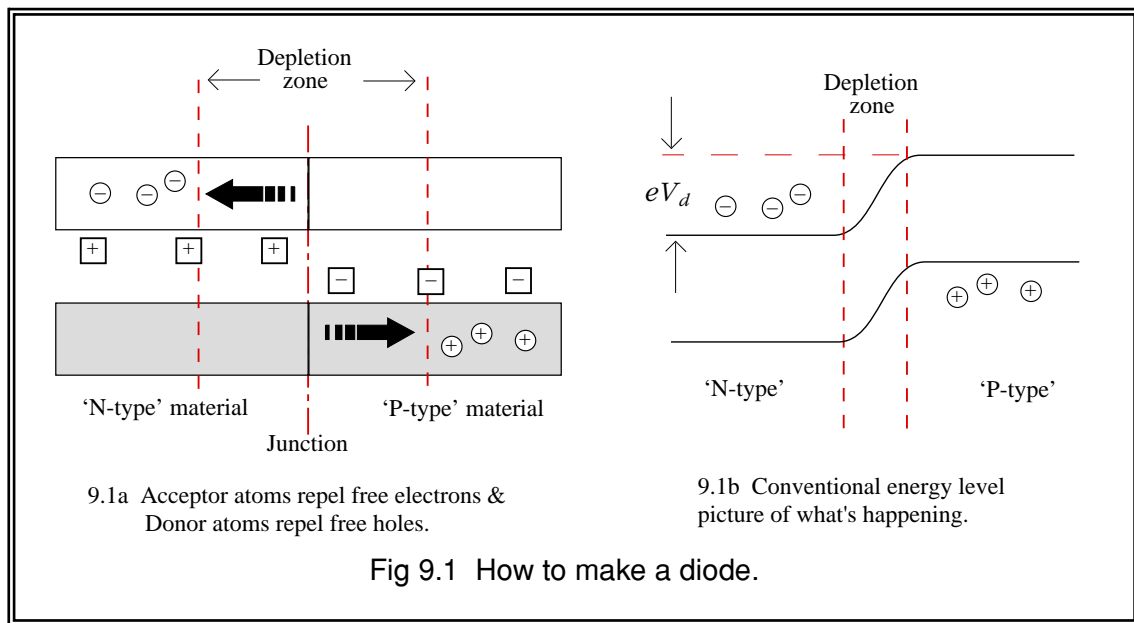 Depletion
zone
− − −
+ + +
− − −
+ + +
‘N-type’ material
‘P-type’ material
Junction
9.1a Acceptor atoms repel free electrons &
Donor atoms repel free holes.
Depletion
zone
eVd
− − −
+ + +
‘N-type’
‘P-type’
9.1b Conventional energy level
picture of what's happening.
Fig 9.1 How to make a diode.